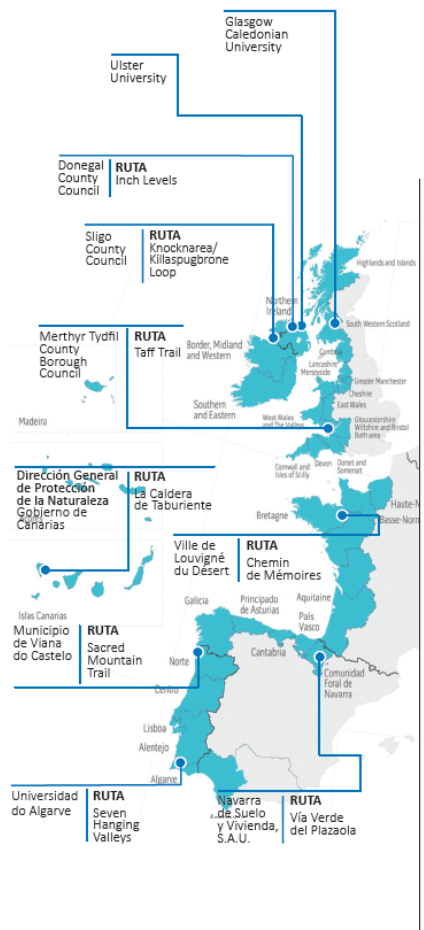 Glasgow
Caledonian
University
Ulster
University
Donegal
County
Council
RUTA
Inch Levels
Sligo
County
Council
RUTA
Knocknarea/
Killaspugbrone
Loop
Highlands and Islands
Northern
Ireland
South Western Scotland
Merthyr Tydfil
County
Borough
Council
RUTA
Taff Trail
Border, Midland
and Western
Cumbria
Lancashire
Merseyside
Greater Manchester
Cheshire
East Wales
Southern
and Eastern
West Wales
and The Valleys
Gloucestershire
Wiltshire and Bristol
Bath area
Madeira
Cornwall and
Isles of Scilly
Devon
Dorset and
Somerset
Dirección General
de Protección
de la Naturaleza
Gobierno de
Canarias
RUTA
La Caldera
de Taburiente
Haute-N
Basse-Norm
Bretagne
Ville de
Louvigné
du Désert
RUTA
Chemin
de Mémoires
Islas Canarias
Galicia
Principado
de Asturias
Aquitaine
País
Vasco
Cantabria
Comunidad
Foral de
Navarra
Municipio
de Viana
do Castelo
RUTA
Sacred
Mountain
Trail
Norte
Centro
Lisboa
Alentejo
Algarve
Universidad
do Algarve
RUTA
Seven
Hanging
Valleys
Navarra
de Suelo
y Vivienda,
S.A.U.
RUTA
Vía Verde
del Plazaola